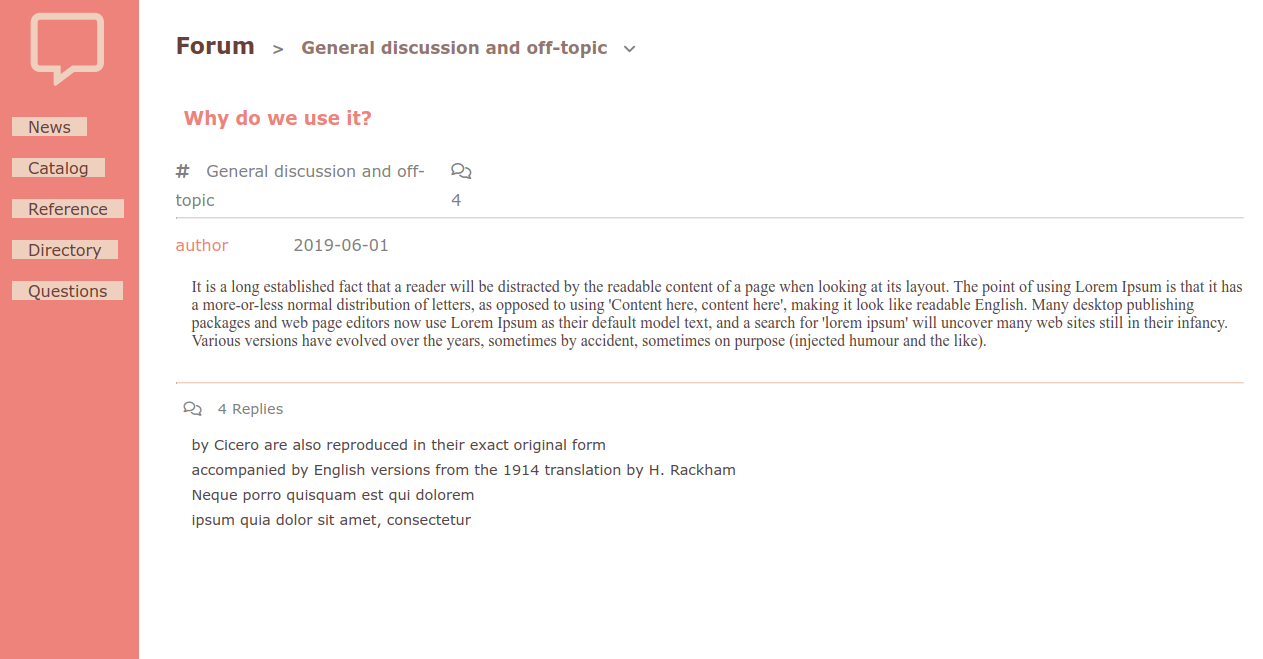 News
Catalog
Reference
Directory
Questions
Forum > General discussion and off-topic
Why do we use it?
# General discussion and off-
topic
4
author 2019-06-01
It is a long established fact that a reader will be distracted by the readable content of a page when looking at its layout. The point of using Lorem Ipsum is that it has
a more-or-less normal distribution of letters, as opposed to using 'Content here, content here', making it look like readable English. Many desktop publishing
packages and web page editors now use Lorem Ipsum as their default model text, and a search for 'lorem ipsum' will uncover many web sites still in their infancy.
Various versions have evolved over the years, sometimes by accident, sometimes on purpose (injected humour and the like).
4 Replies
by Cicero are also reproduced in their exact original form
accompanied by English versions from the 1914 translation by H. Rackham
Neque porro quisquam est qui dolorem
ipsum quia dolor sit amet, consectetur